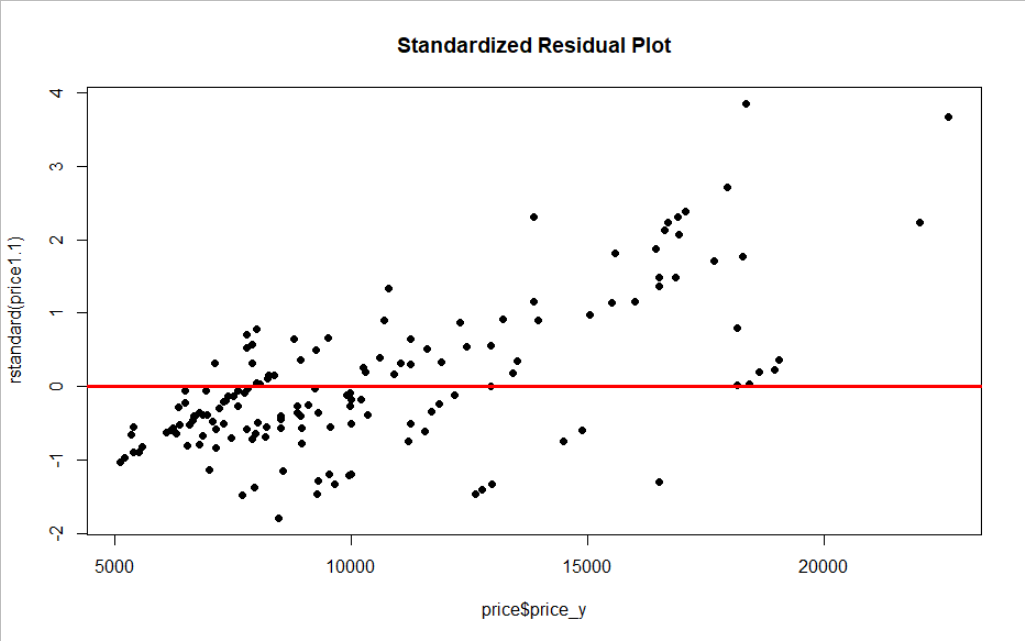 Standardized Residual Plot
4
3
2
1
0
-1
-2
rstandard(price1.1)
5000 10000 15000 20000
price$price_y